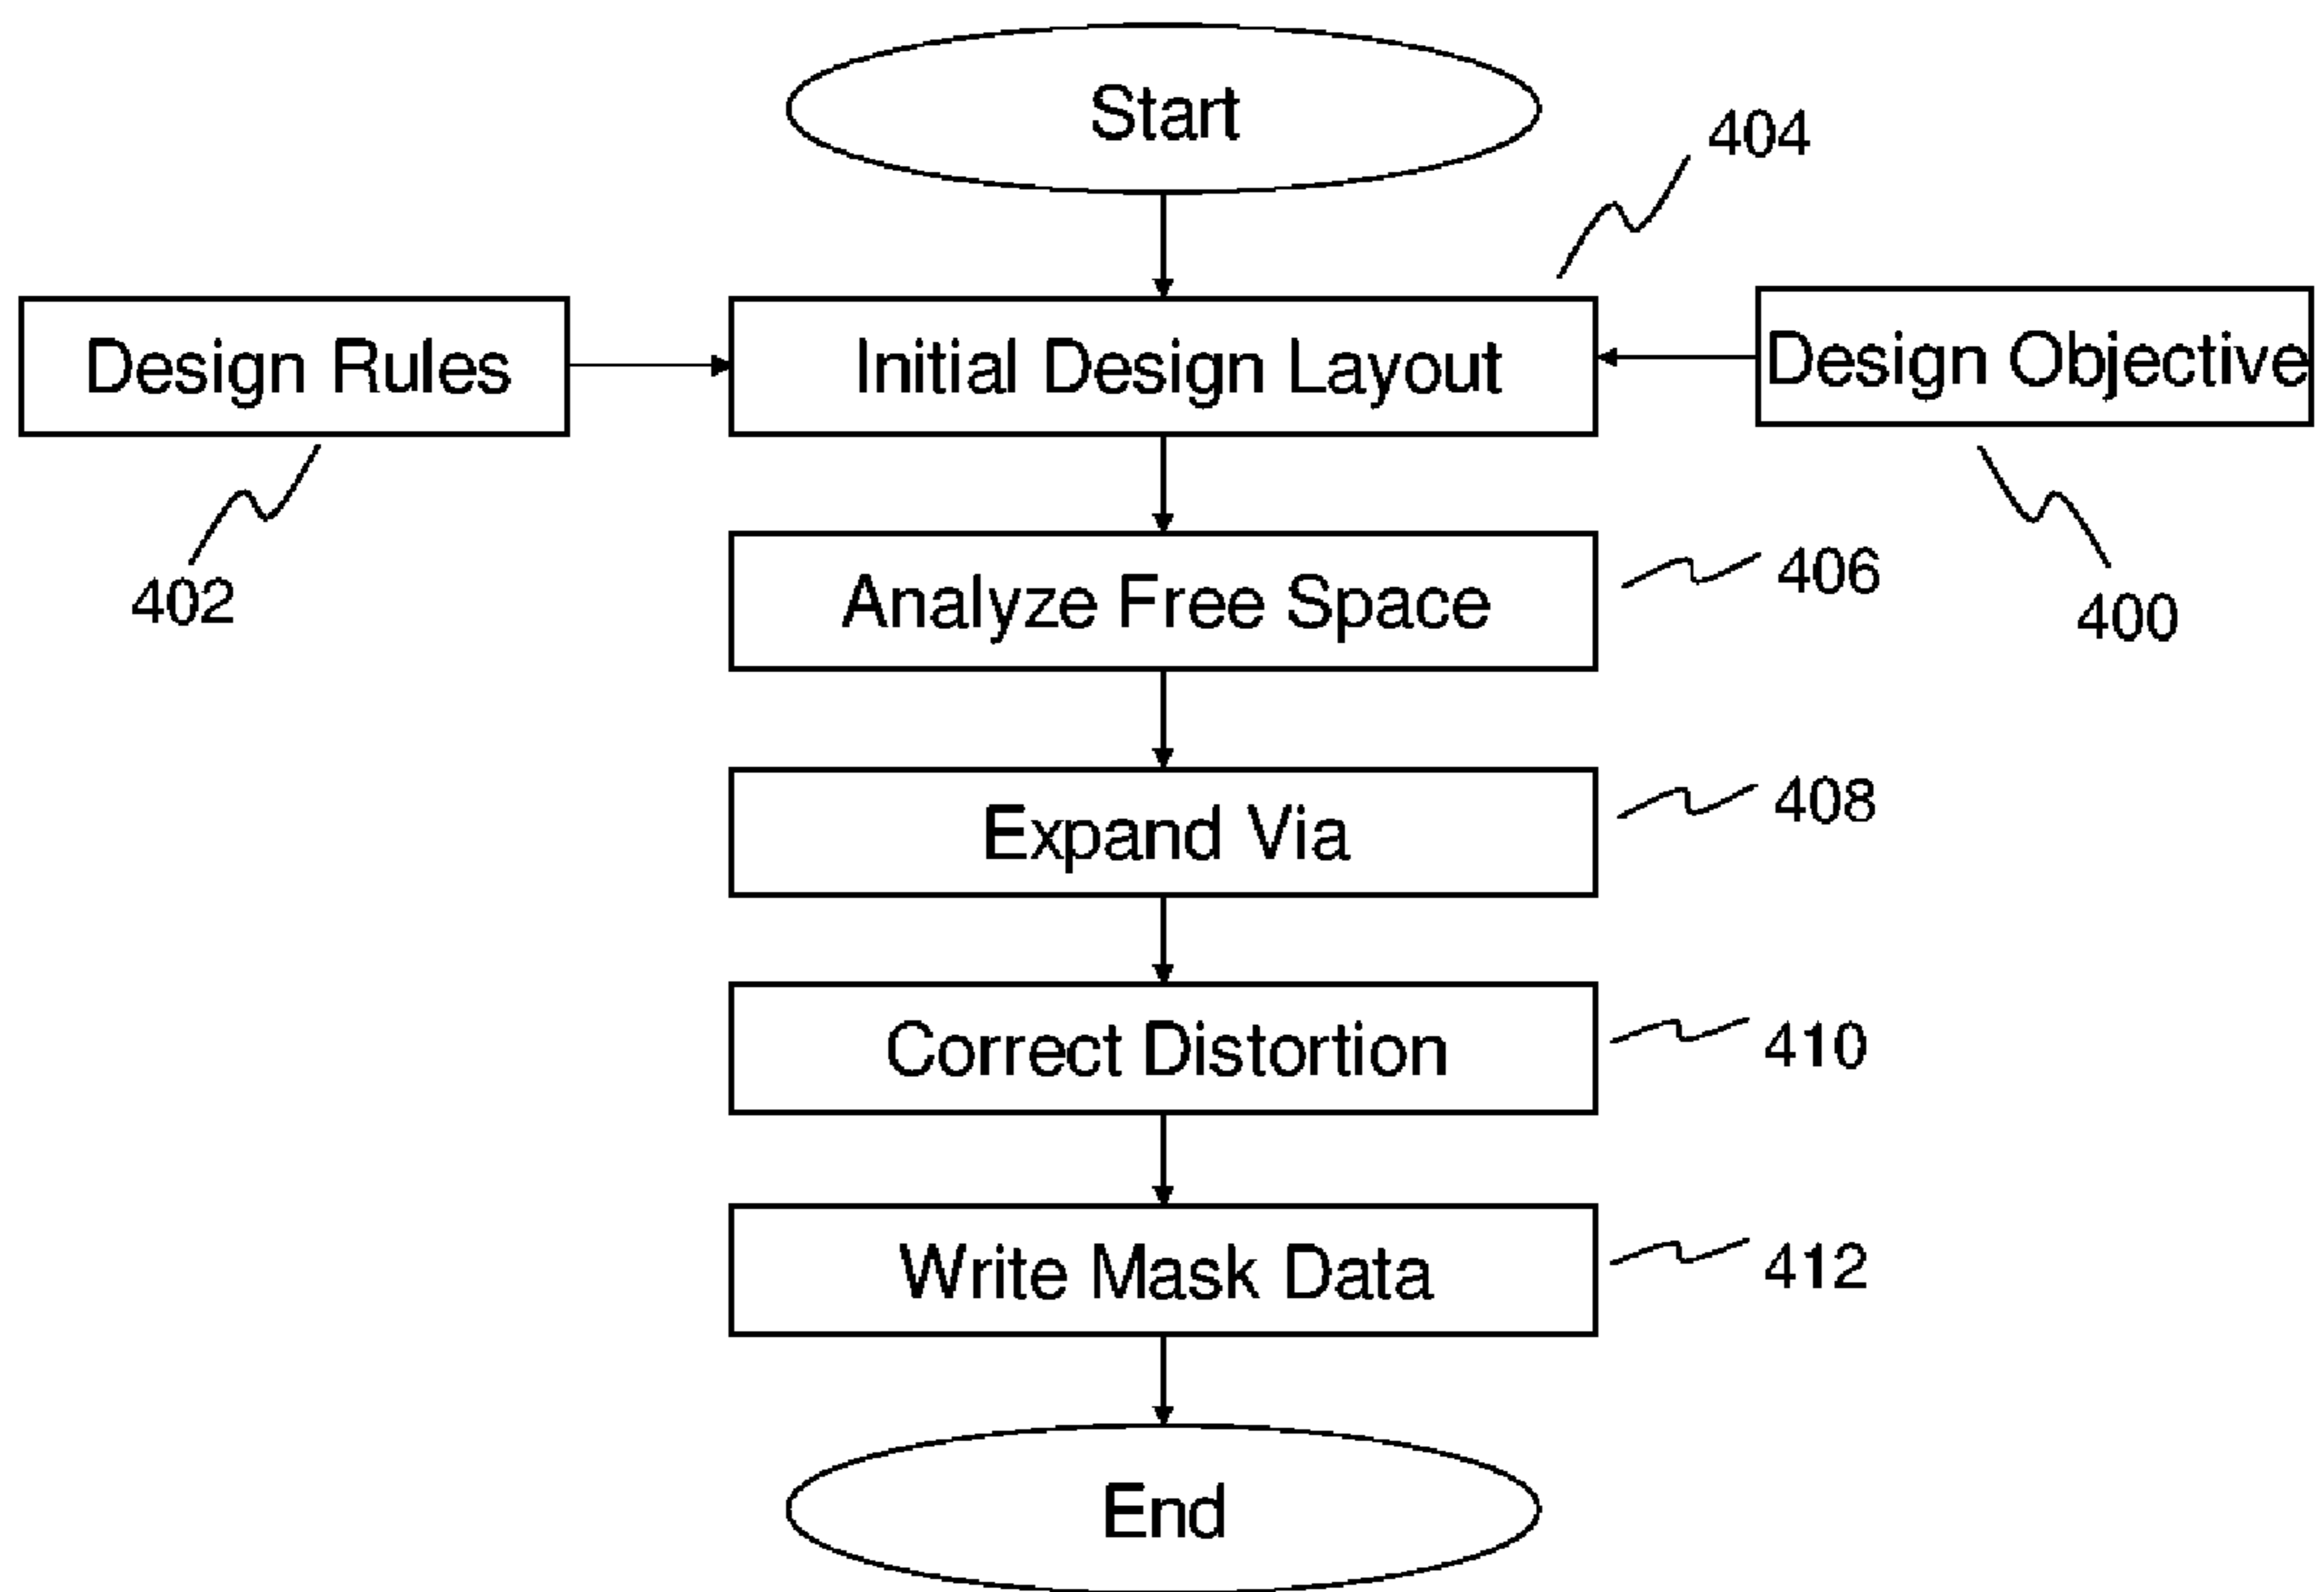 Start
404
Design Rules
Initial Design Layout
Design Objective
402
Analyze Free Space
406
400
Expand Via
408
Correct Distortion
410
Write Mask Data
412
End